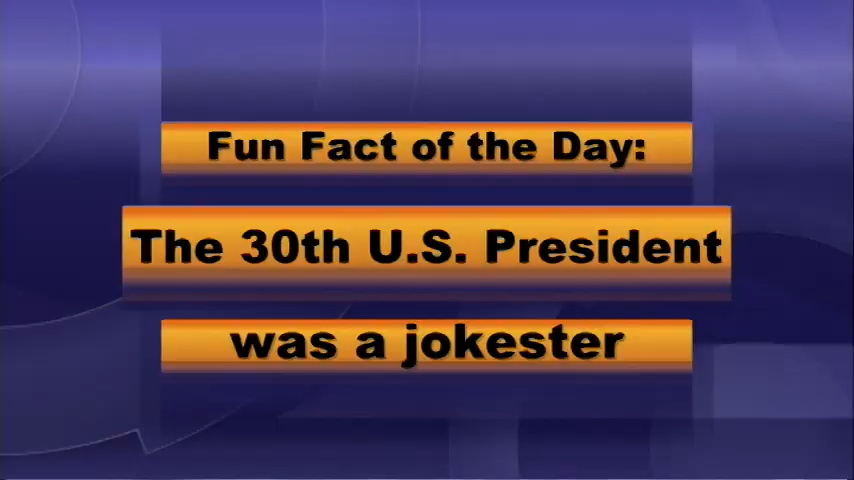 Fun Fact of the Day:
The 30th U.S. President
was a jokester